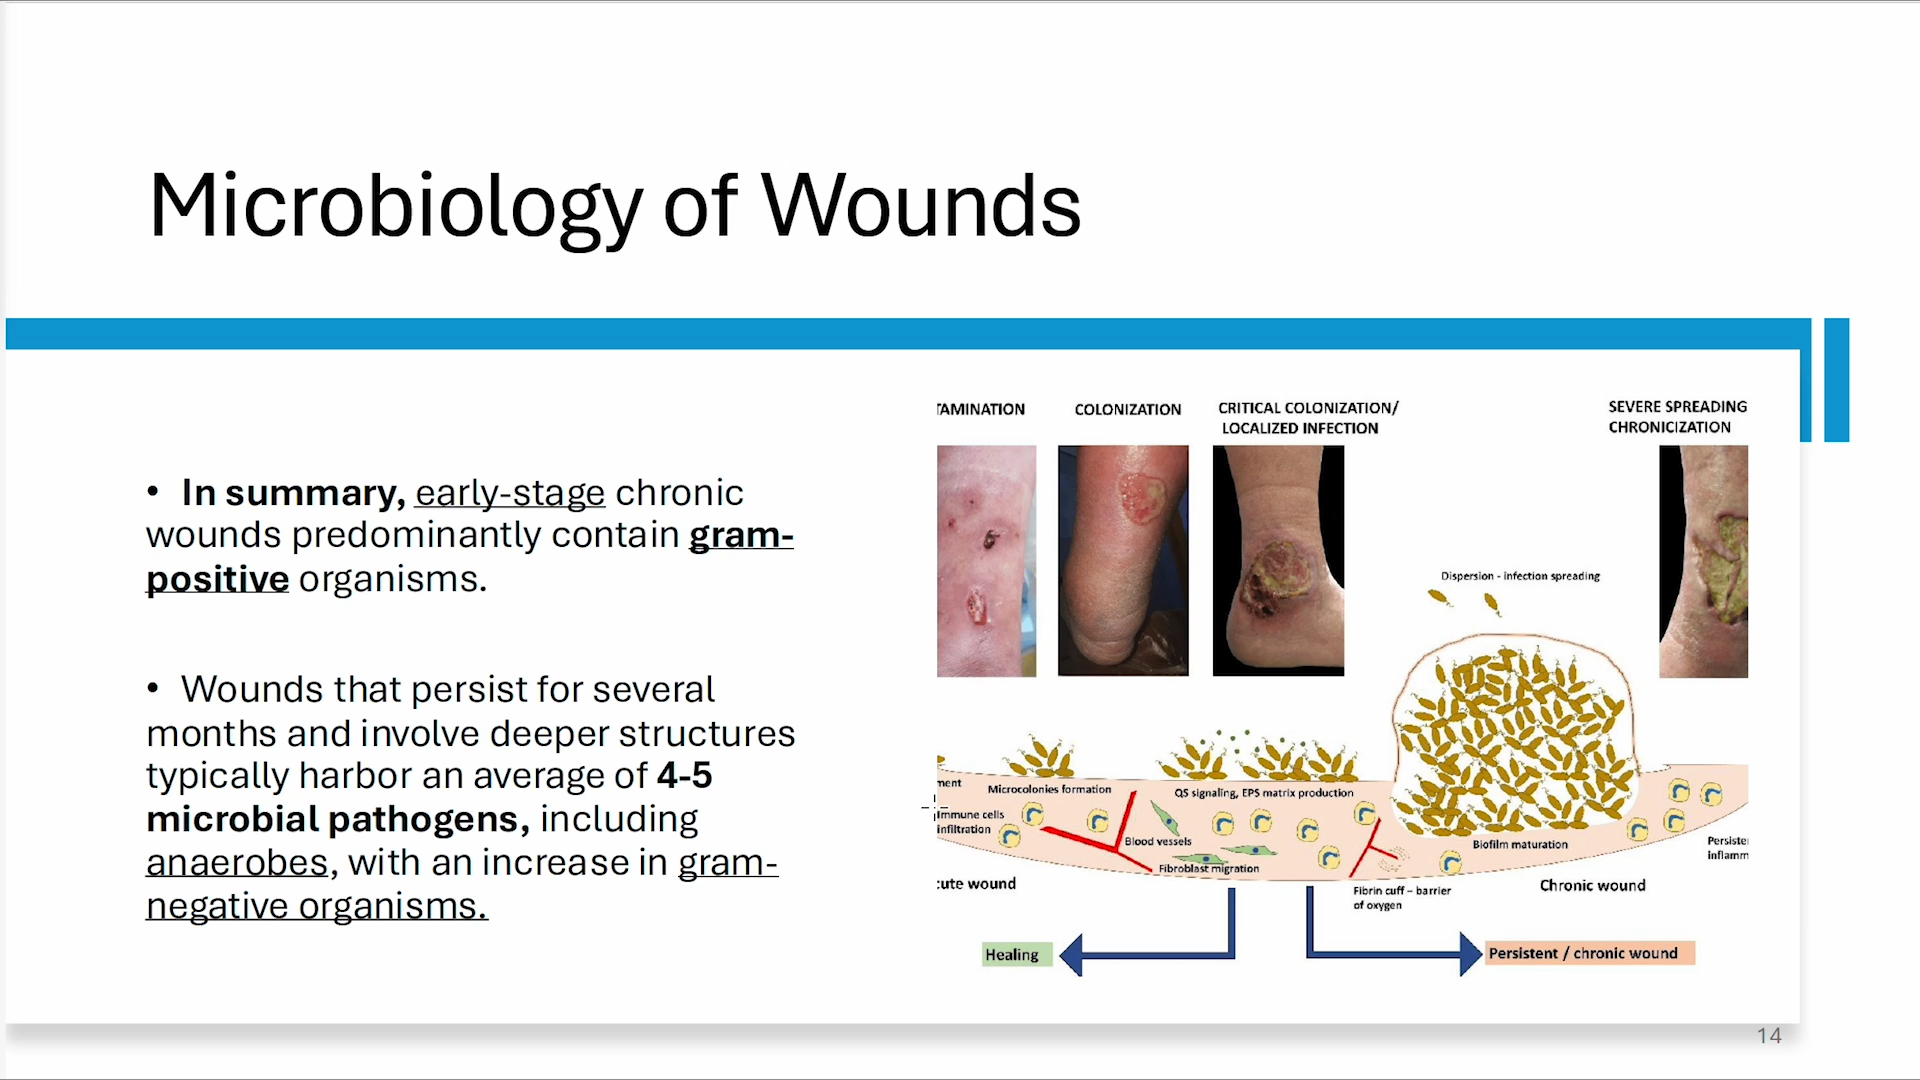 Microbiology of Wounds
• In summary, early-stage chronic
wounds predominantly contain gram-
positive organisms.
• Wounds that persist for several
months and involve deeper structures
typically harbor an average of 4-5
microbial pathogens, including
anaerobes, with an increase in gram-
negative organisms.
TAMINATION
COLONIZATION
CRITICAL COLONIZATION/
LOCALIZED INFECTION
SEVERE SPREADING
CHRONICIZATION
Dispersion - infection spreading
ment
Microcolonies formation
QS signaling, EPS matrix production
Immune cells
infiltration
Blood vessels
Fibroblast migration
Biofilm maturation
Persiste
inflamm
cute wound
Fibrin cuff – barrier
of oxygen
Chronic wound
Healing
Persistent / chronic wound
14